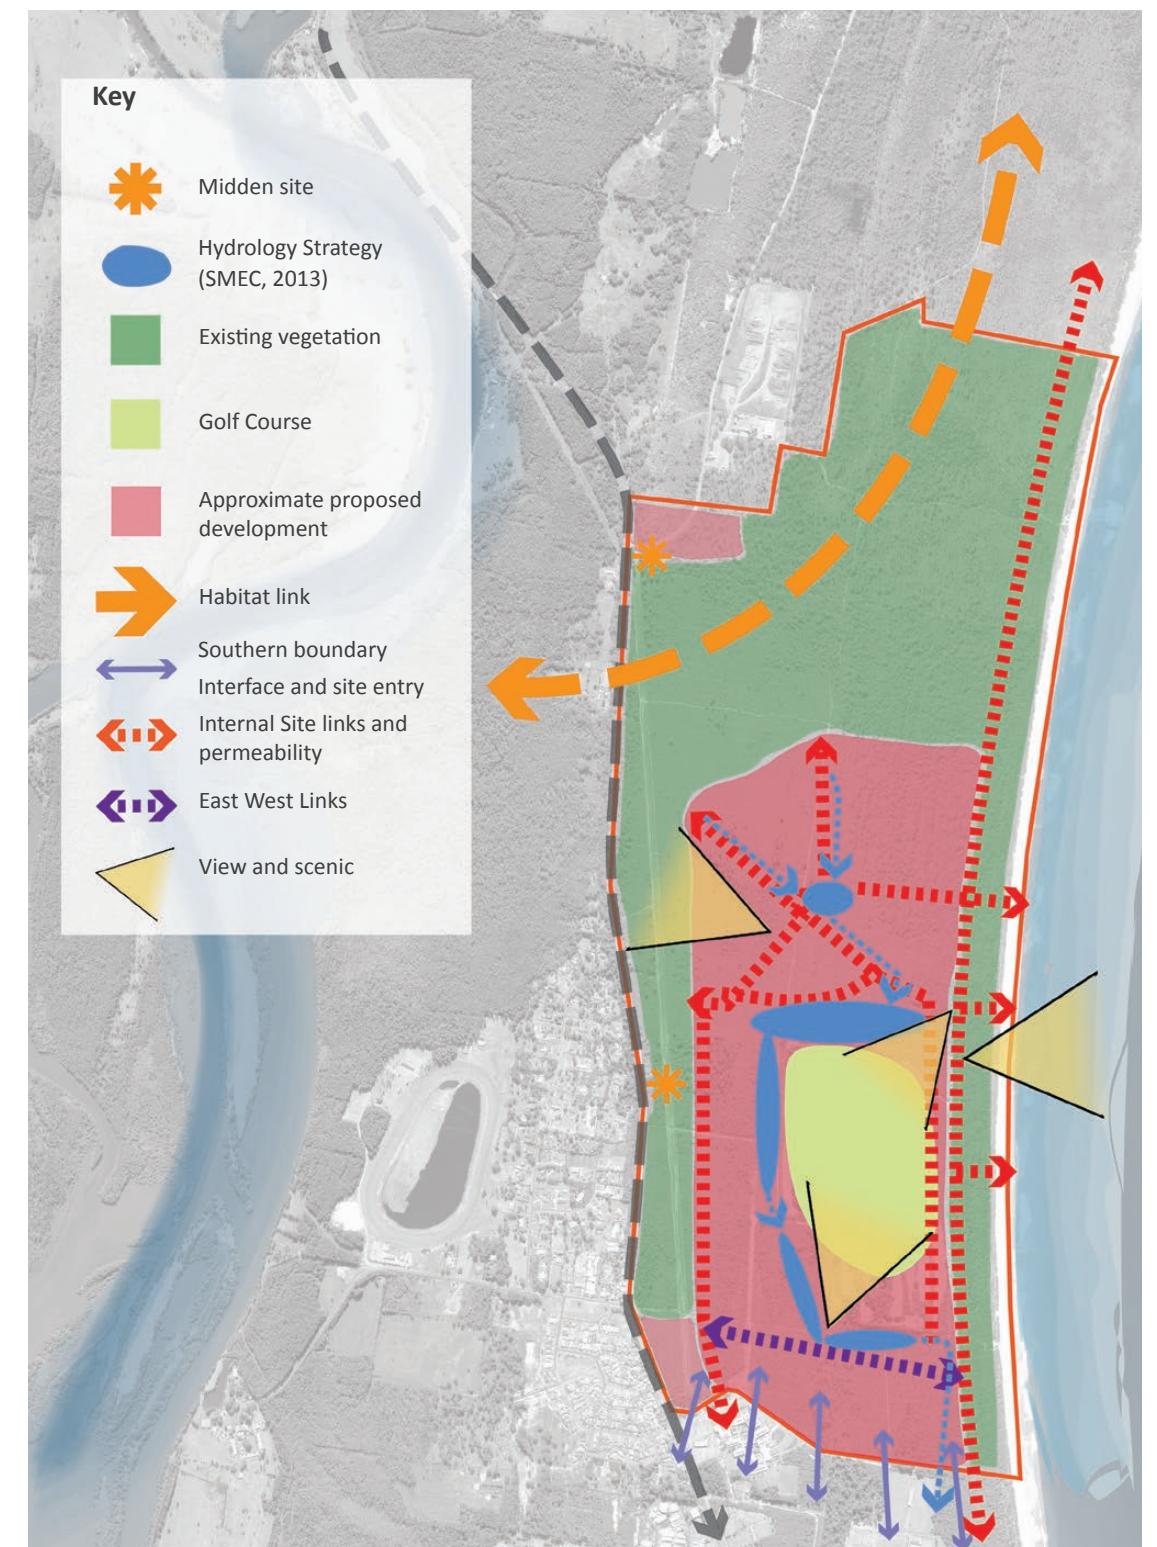 Key
Midden site
Hydrology Strategy
(SMEC, 2013)
Existing vegetation
Golf Course
Approximate proposed
development
Habitat link
Southern boundary
Interface and site entry
Internal Site links and
permeability
East West Links
View and scenic